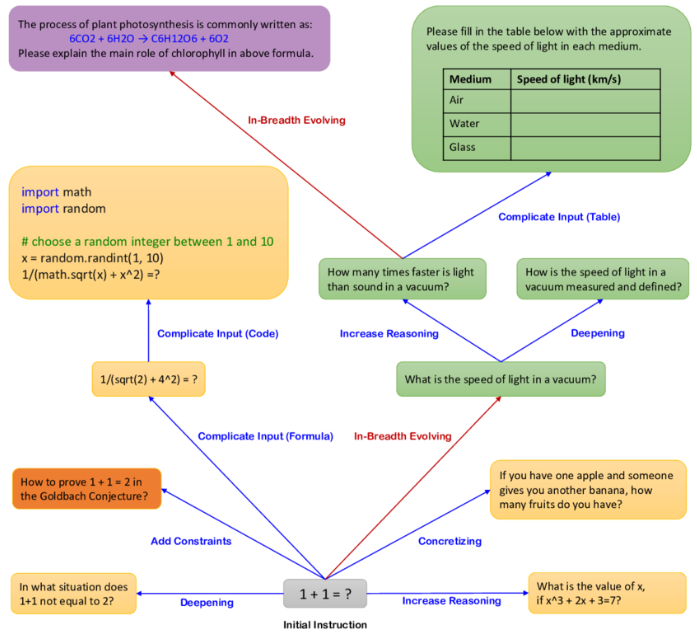 The process of plant photosynthesis is commonly written as:
6CO2 + 6H2O → C6H12O6 + 6O2
Please explain the main role of chlorophyll in above formula.
Please fill in the table below with the approximate
values of the speed of light in each medium.
Medium Speed of light (km/s)
Air
Water
Glass
In-Breadth Evolving
Complicate Input (Table)
import math
import random
# choose a random integer between 1 and 10
x = random.randint(1, 10)
1/(math.sqrt(x) + x^2) =?
How many times faster is light
than sound in a vacuum?
How is the speed of light in a
vacuum measured and defined?
Complicate Input (Code)
Increase Reasoning
Deepening
1/(sqrt(2) + 4^2) = ?
What is the speed of light in a vacuum?
Complicate Input (Formula)
In-Breadth Evolving
How to prove 1 + 1 = 2 in
the Goldbach Conjecture?
If you have one apple and someone
gives you another banana, how
many fruits do you have?
Add Constraints
Concretizing
In what situation does
1+1 not equal to 2?
Deepening
1 + 1 = ?
Increase Reasoning
What is the value of x,
if x^3 + 2x + 3=7?
Initial Instruction